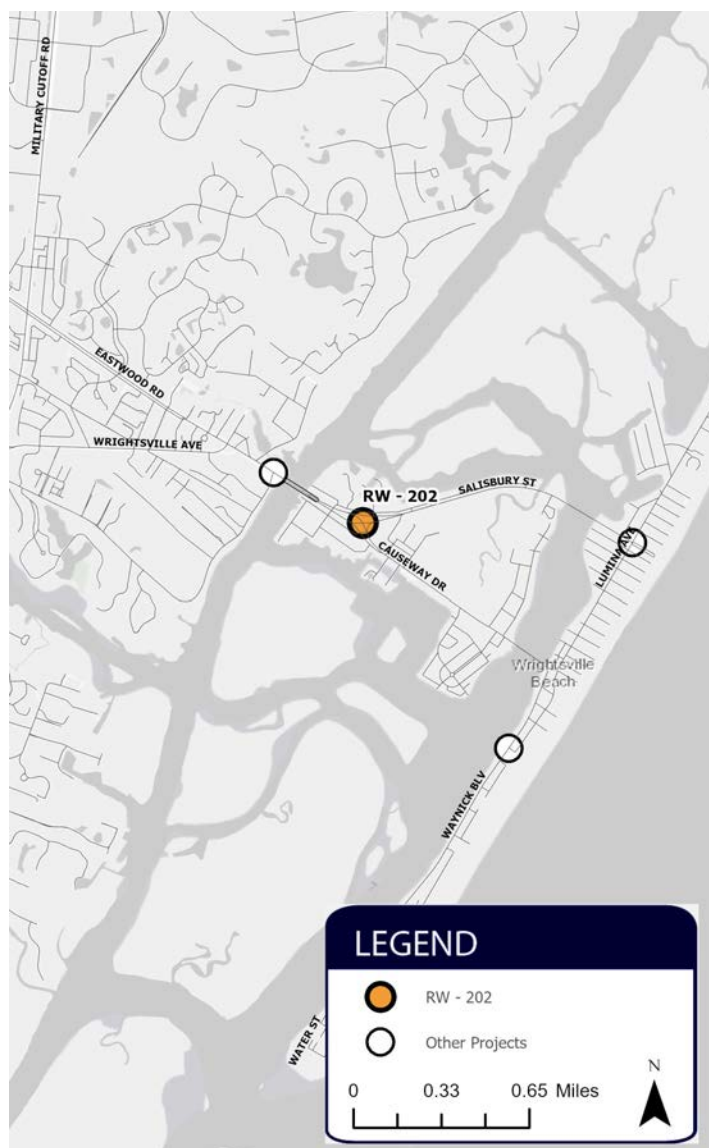 MILITARY CUTOFF RD
EASTWOOD RD
WRIGHTSVILLE AVE
RW - 202
SALISBURY ST
CAUSEWAY DR
LUMINA AVE
Wrightsville
Beach
WAYNICK BLV
WATER ST
LEGEND
RW - 202
Other Projects
N
0 0.33 0.65 Miles